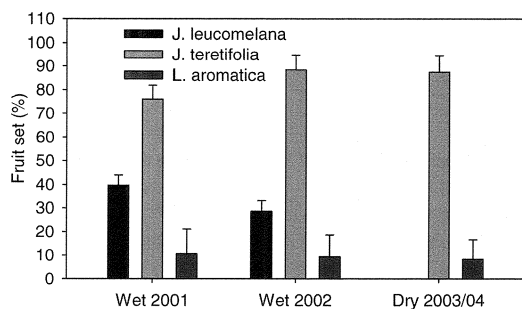 110
100
90
80
70
60
50
40
30
20
10
0
Fruit set (%)
J. leucomelana
J. teretifolia
L. aromatica
Wet 2001 Wet 2002 Dry 2003/04